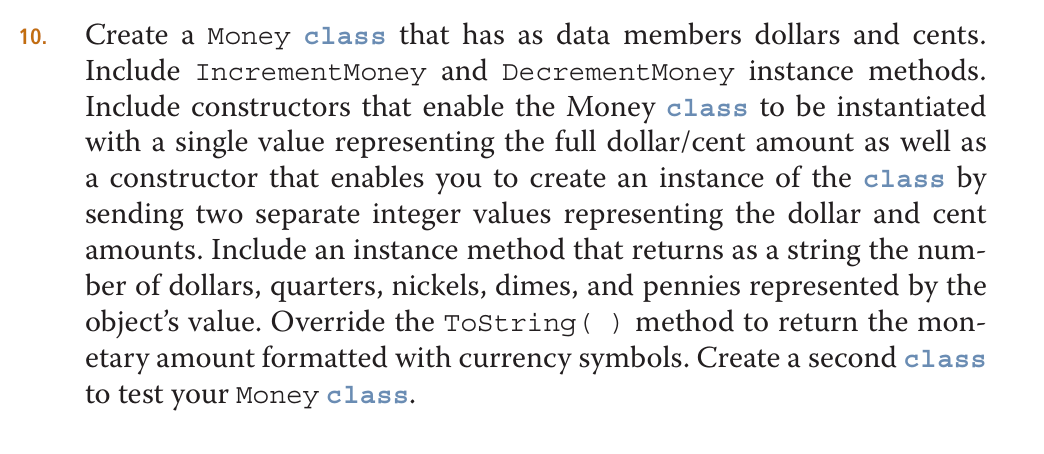 10. Create a Money class that has as data members dollars and cents.
Include IncrementMoney and DecrementMoney instance methods.
Include constructors that enable the Money class to be instantiated
with a single value representing the full dollar/cent amount as well as
a constructor that enables you to create an instance of the class by
sending two separate integer values representing the dollar and cent
amounts. Include an instance method that returns as a string the num-
ber of dollars, quarters, nickels, dimes, and pennies represented by the
object’s value. Override the ToString( ) method to return the mon-
etary amount formatted with currency symbols. Create a second class
to test your Money class.